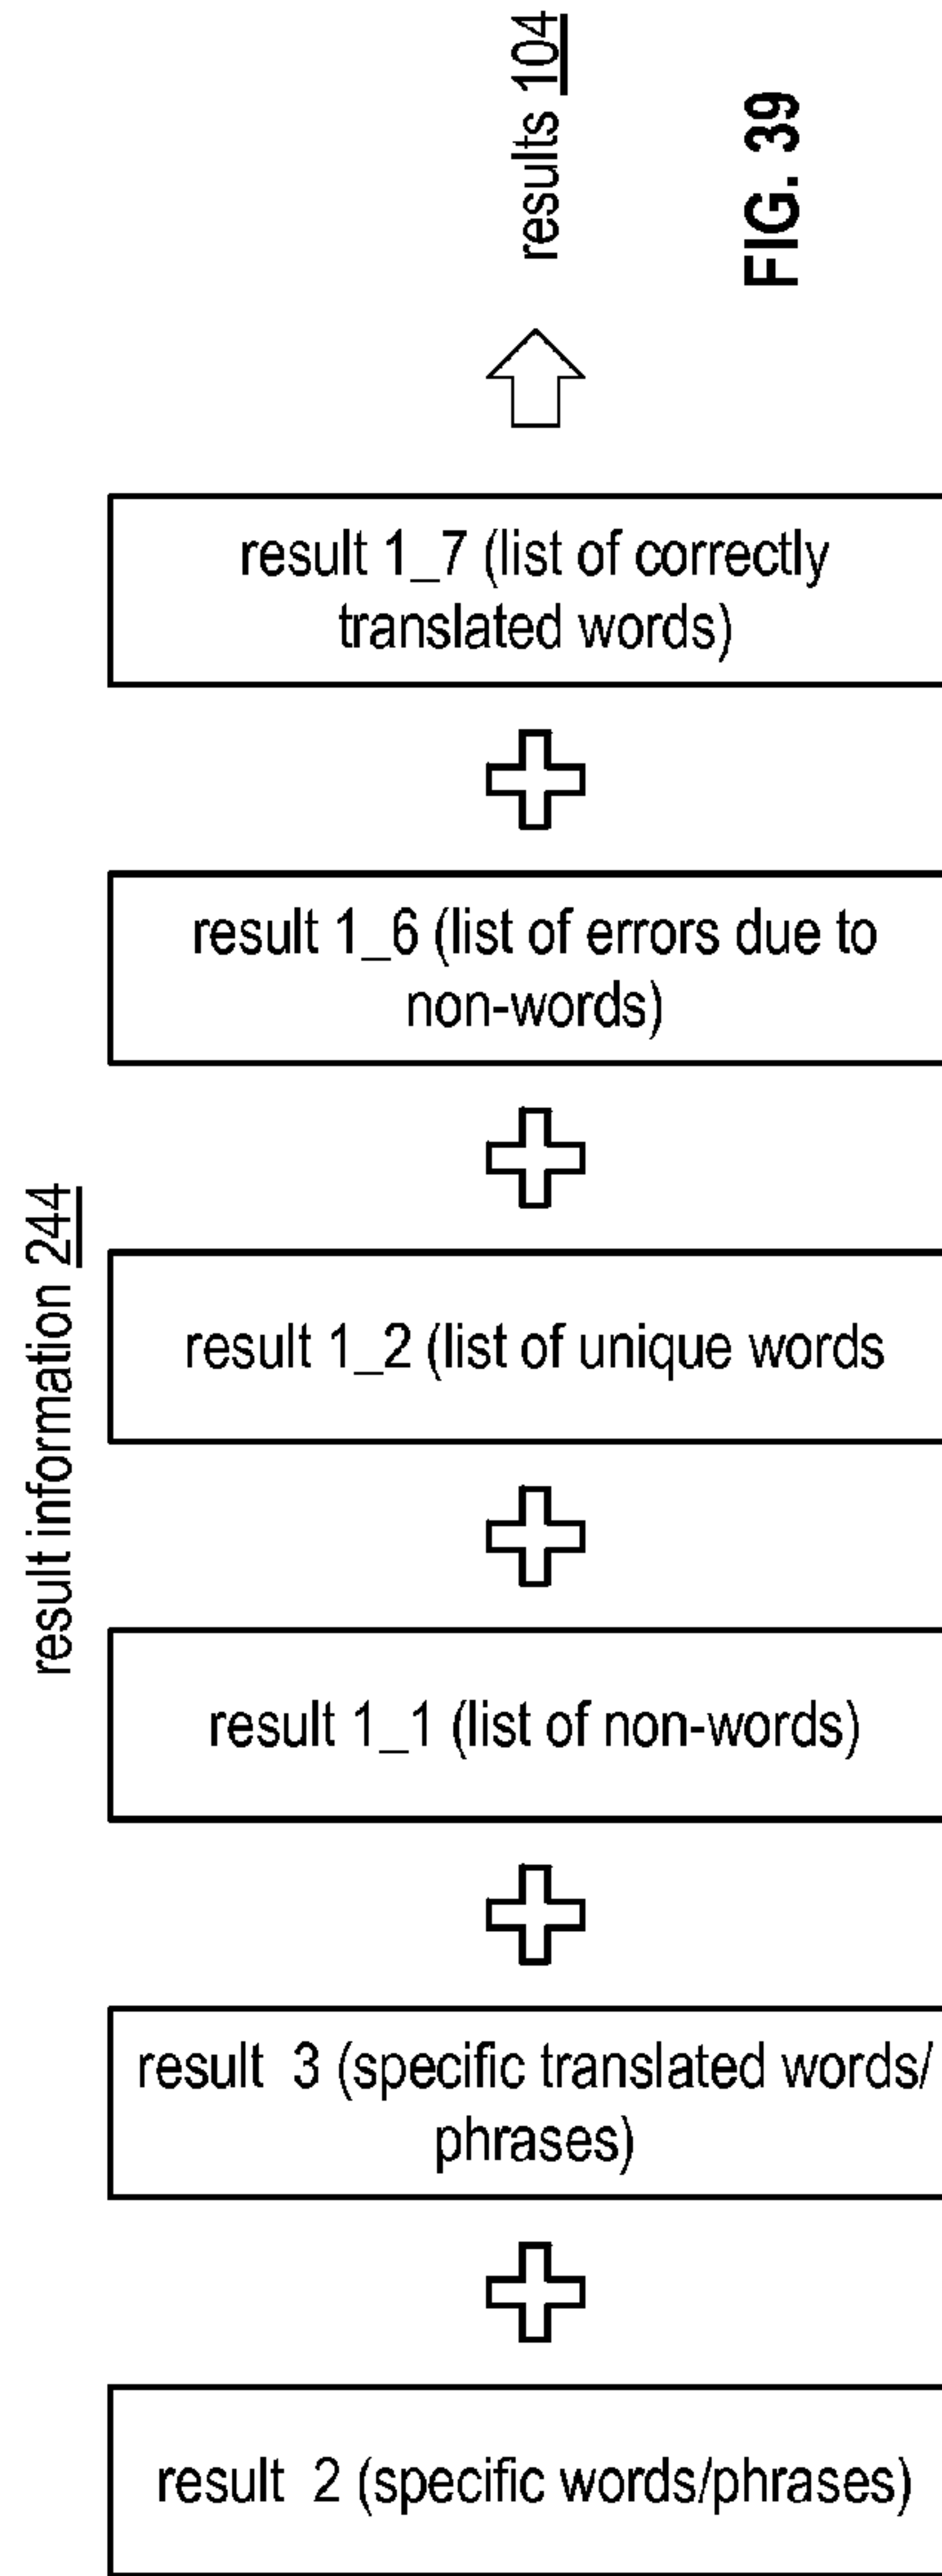 results 104
FIG. 39
result 1_7 (list of correctly
translated words)
result 1_6 (list of errors due to
non-words)
result information 244
result 1_2 (list of unique words
result 1_1 (list of non-words)
result 3 (specific translated words/
phrases)
result 2 (specific words/phrases)